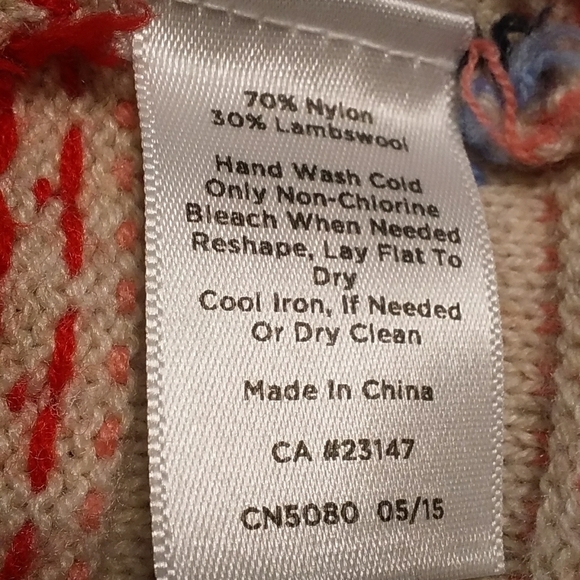 70% Nylon
30% Lambswool
Hand Wash Cold
Only Non-Chlorine
Bleach When Needed
Reshape, Lay Flat To
Dry
Cool Iron, If Needed
Or Dry Clean
Made In China
CA #23147
CN5080 05/15